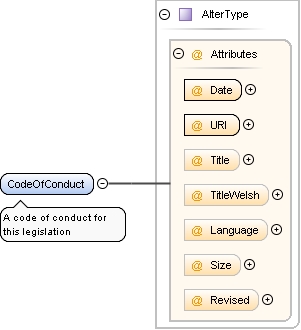 AlterType
@ Attributes
@ Date
@ URI
@ Title
@ TitleWelsh
@ Language
@ Size
@ Revised
CodeOfConduct
A code of conduct for
this legislation